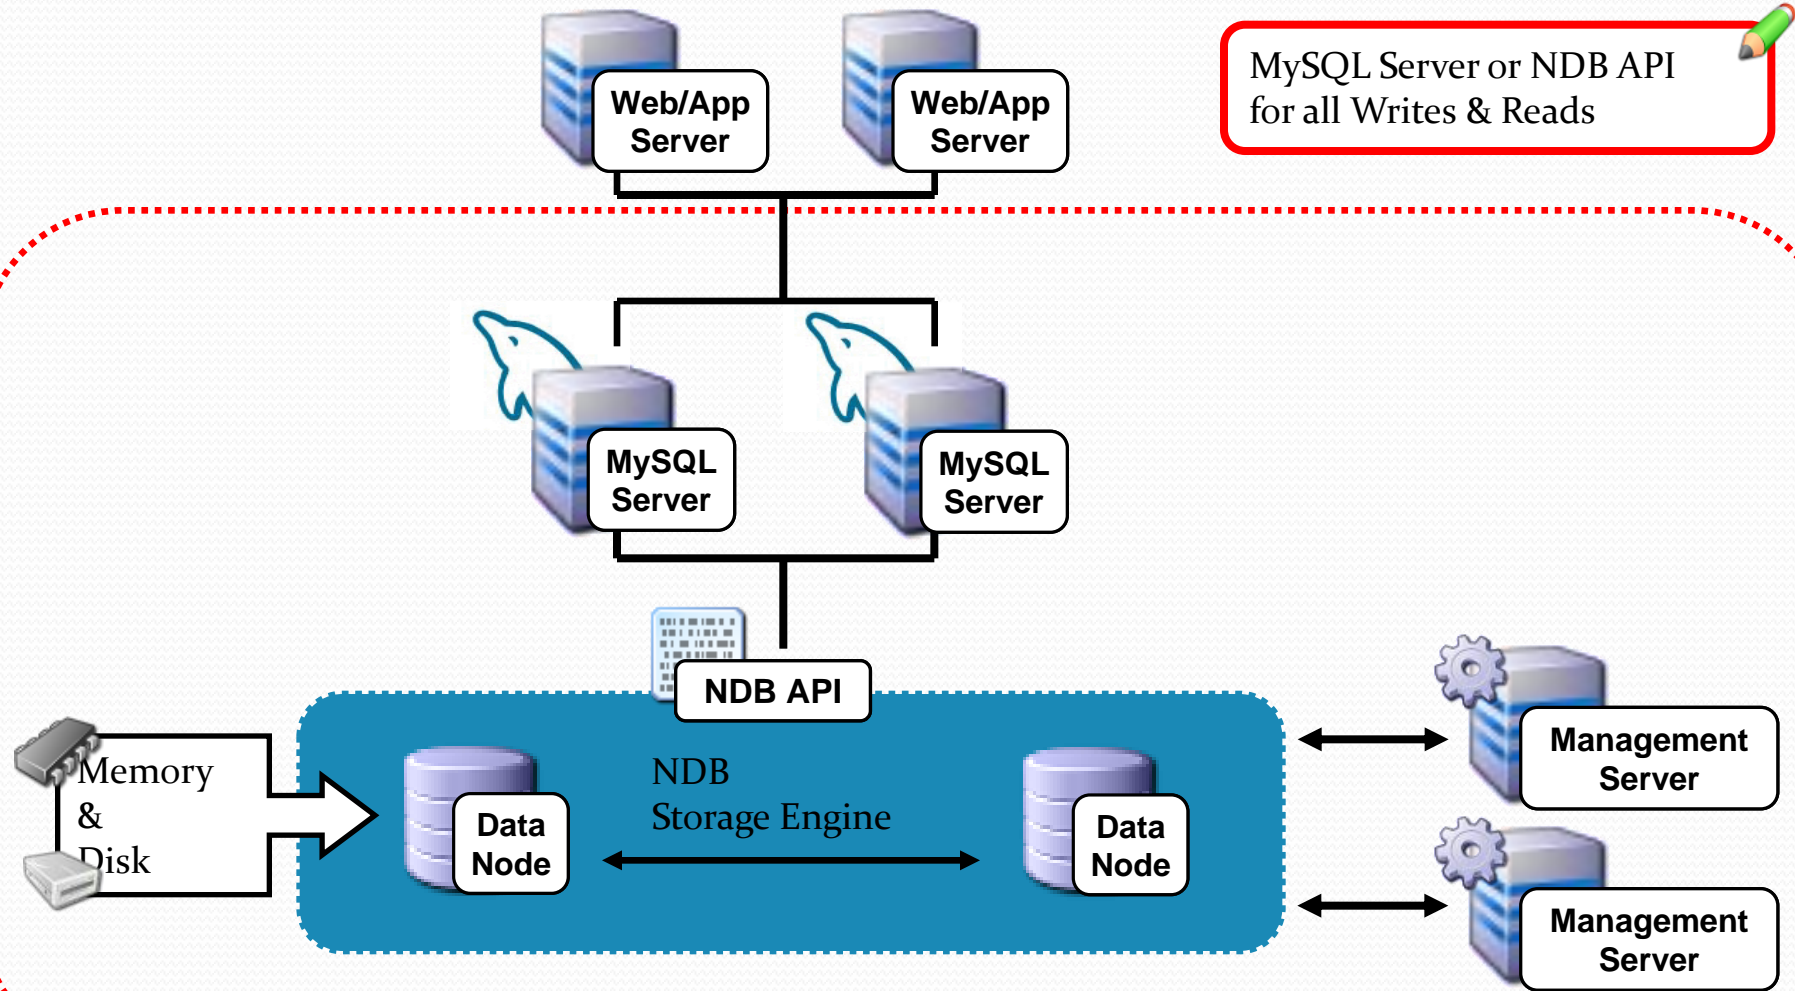 Web/App
Server
Web/App
Server
MySQL Server or NDB API
for all Writes & Reads
MySQL
Server
MySQL
Server
NDB API
Memory
&
Disk
Data
Node
NDB
Storage Engine
Data
Node
Management
Server
Management
Server